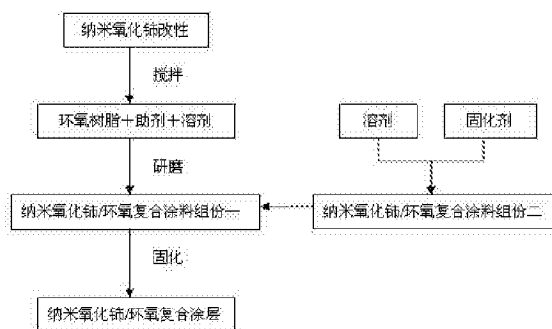 纳米氧化铈改性
搅拌
环氧树脂+助剂+溶剂
溶剂
固化剂
研磨
纳米氧化铈/环氧复合涂料组份一
纳米氧化铈/环氧复合涂料组份二
固化
纳米氧化铈/环氧复合涂层